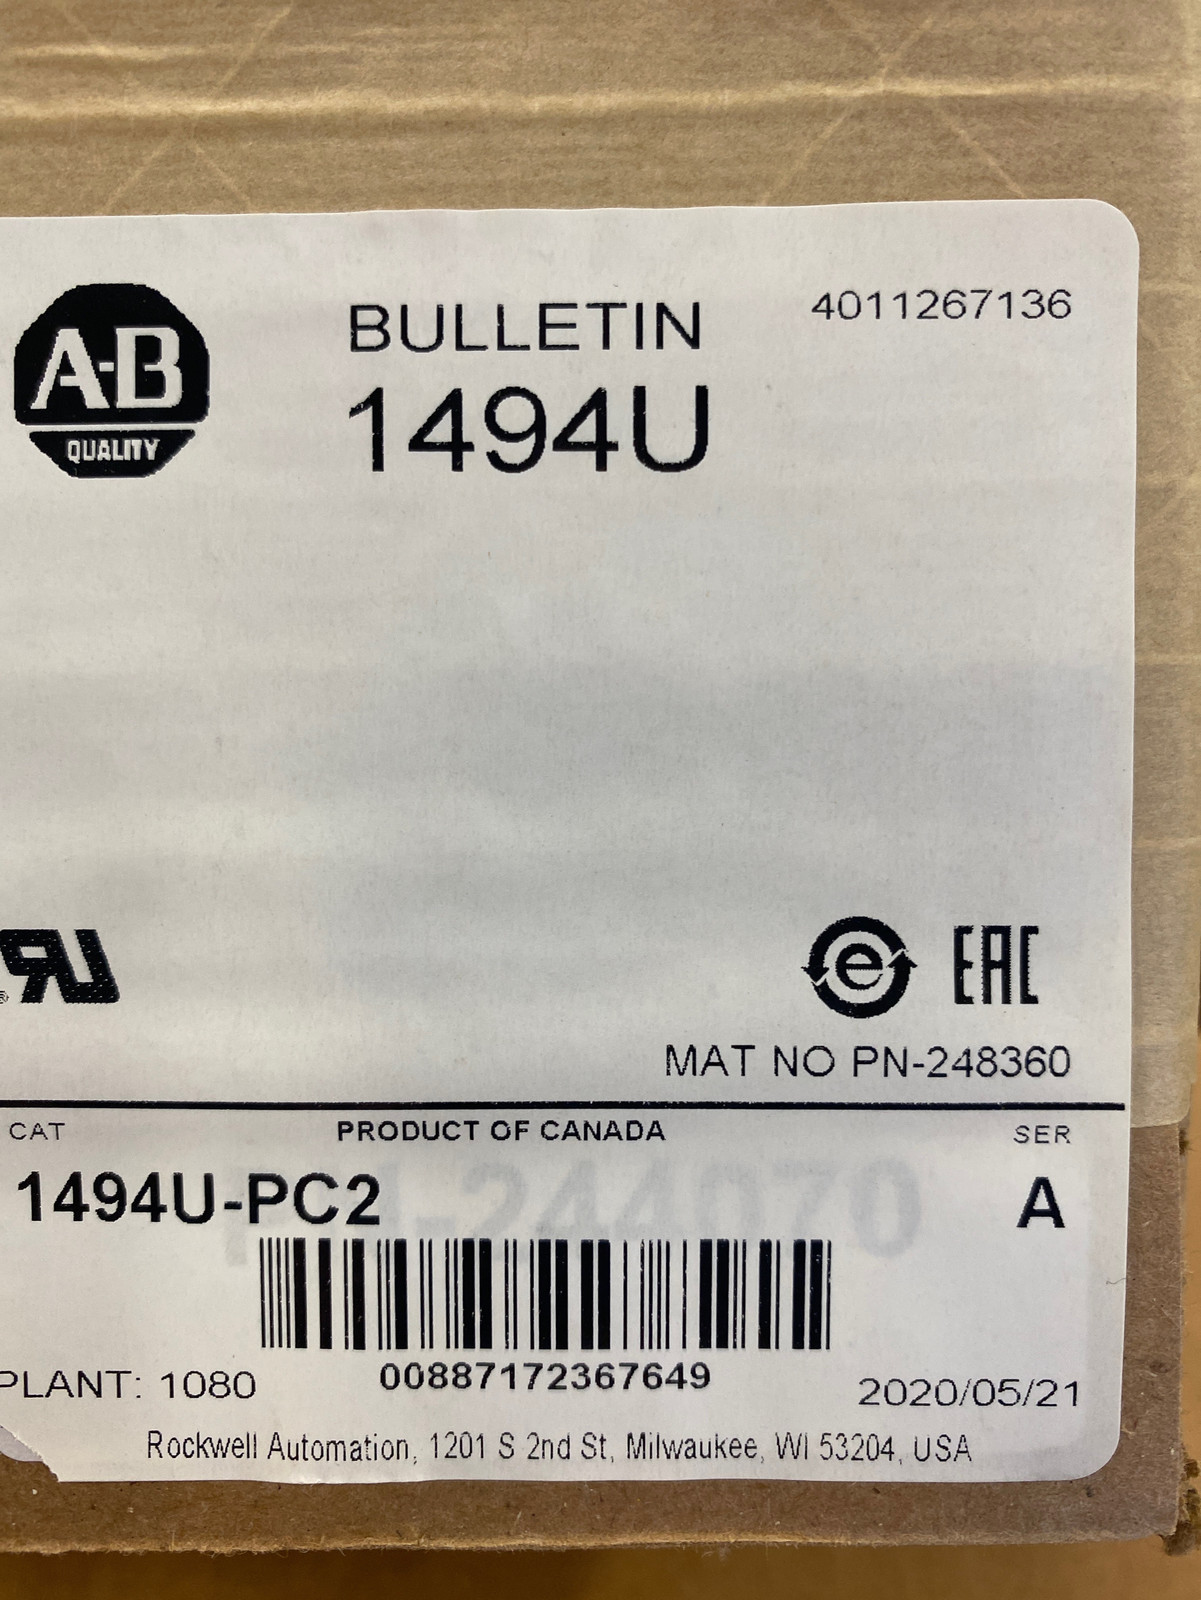 A-B
QUALITY
BULLETIN
1494U
4011267136
EAC
MAT NO PN-248360
CAT
PRODUCT OF CANADA
SER
1494U-PC2
A
PLANT: 1080
00887172367649
2020/05/21
Rockwell Automation, 1201 S 2nd St, Milwaukee, WI 53204, USA